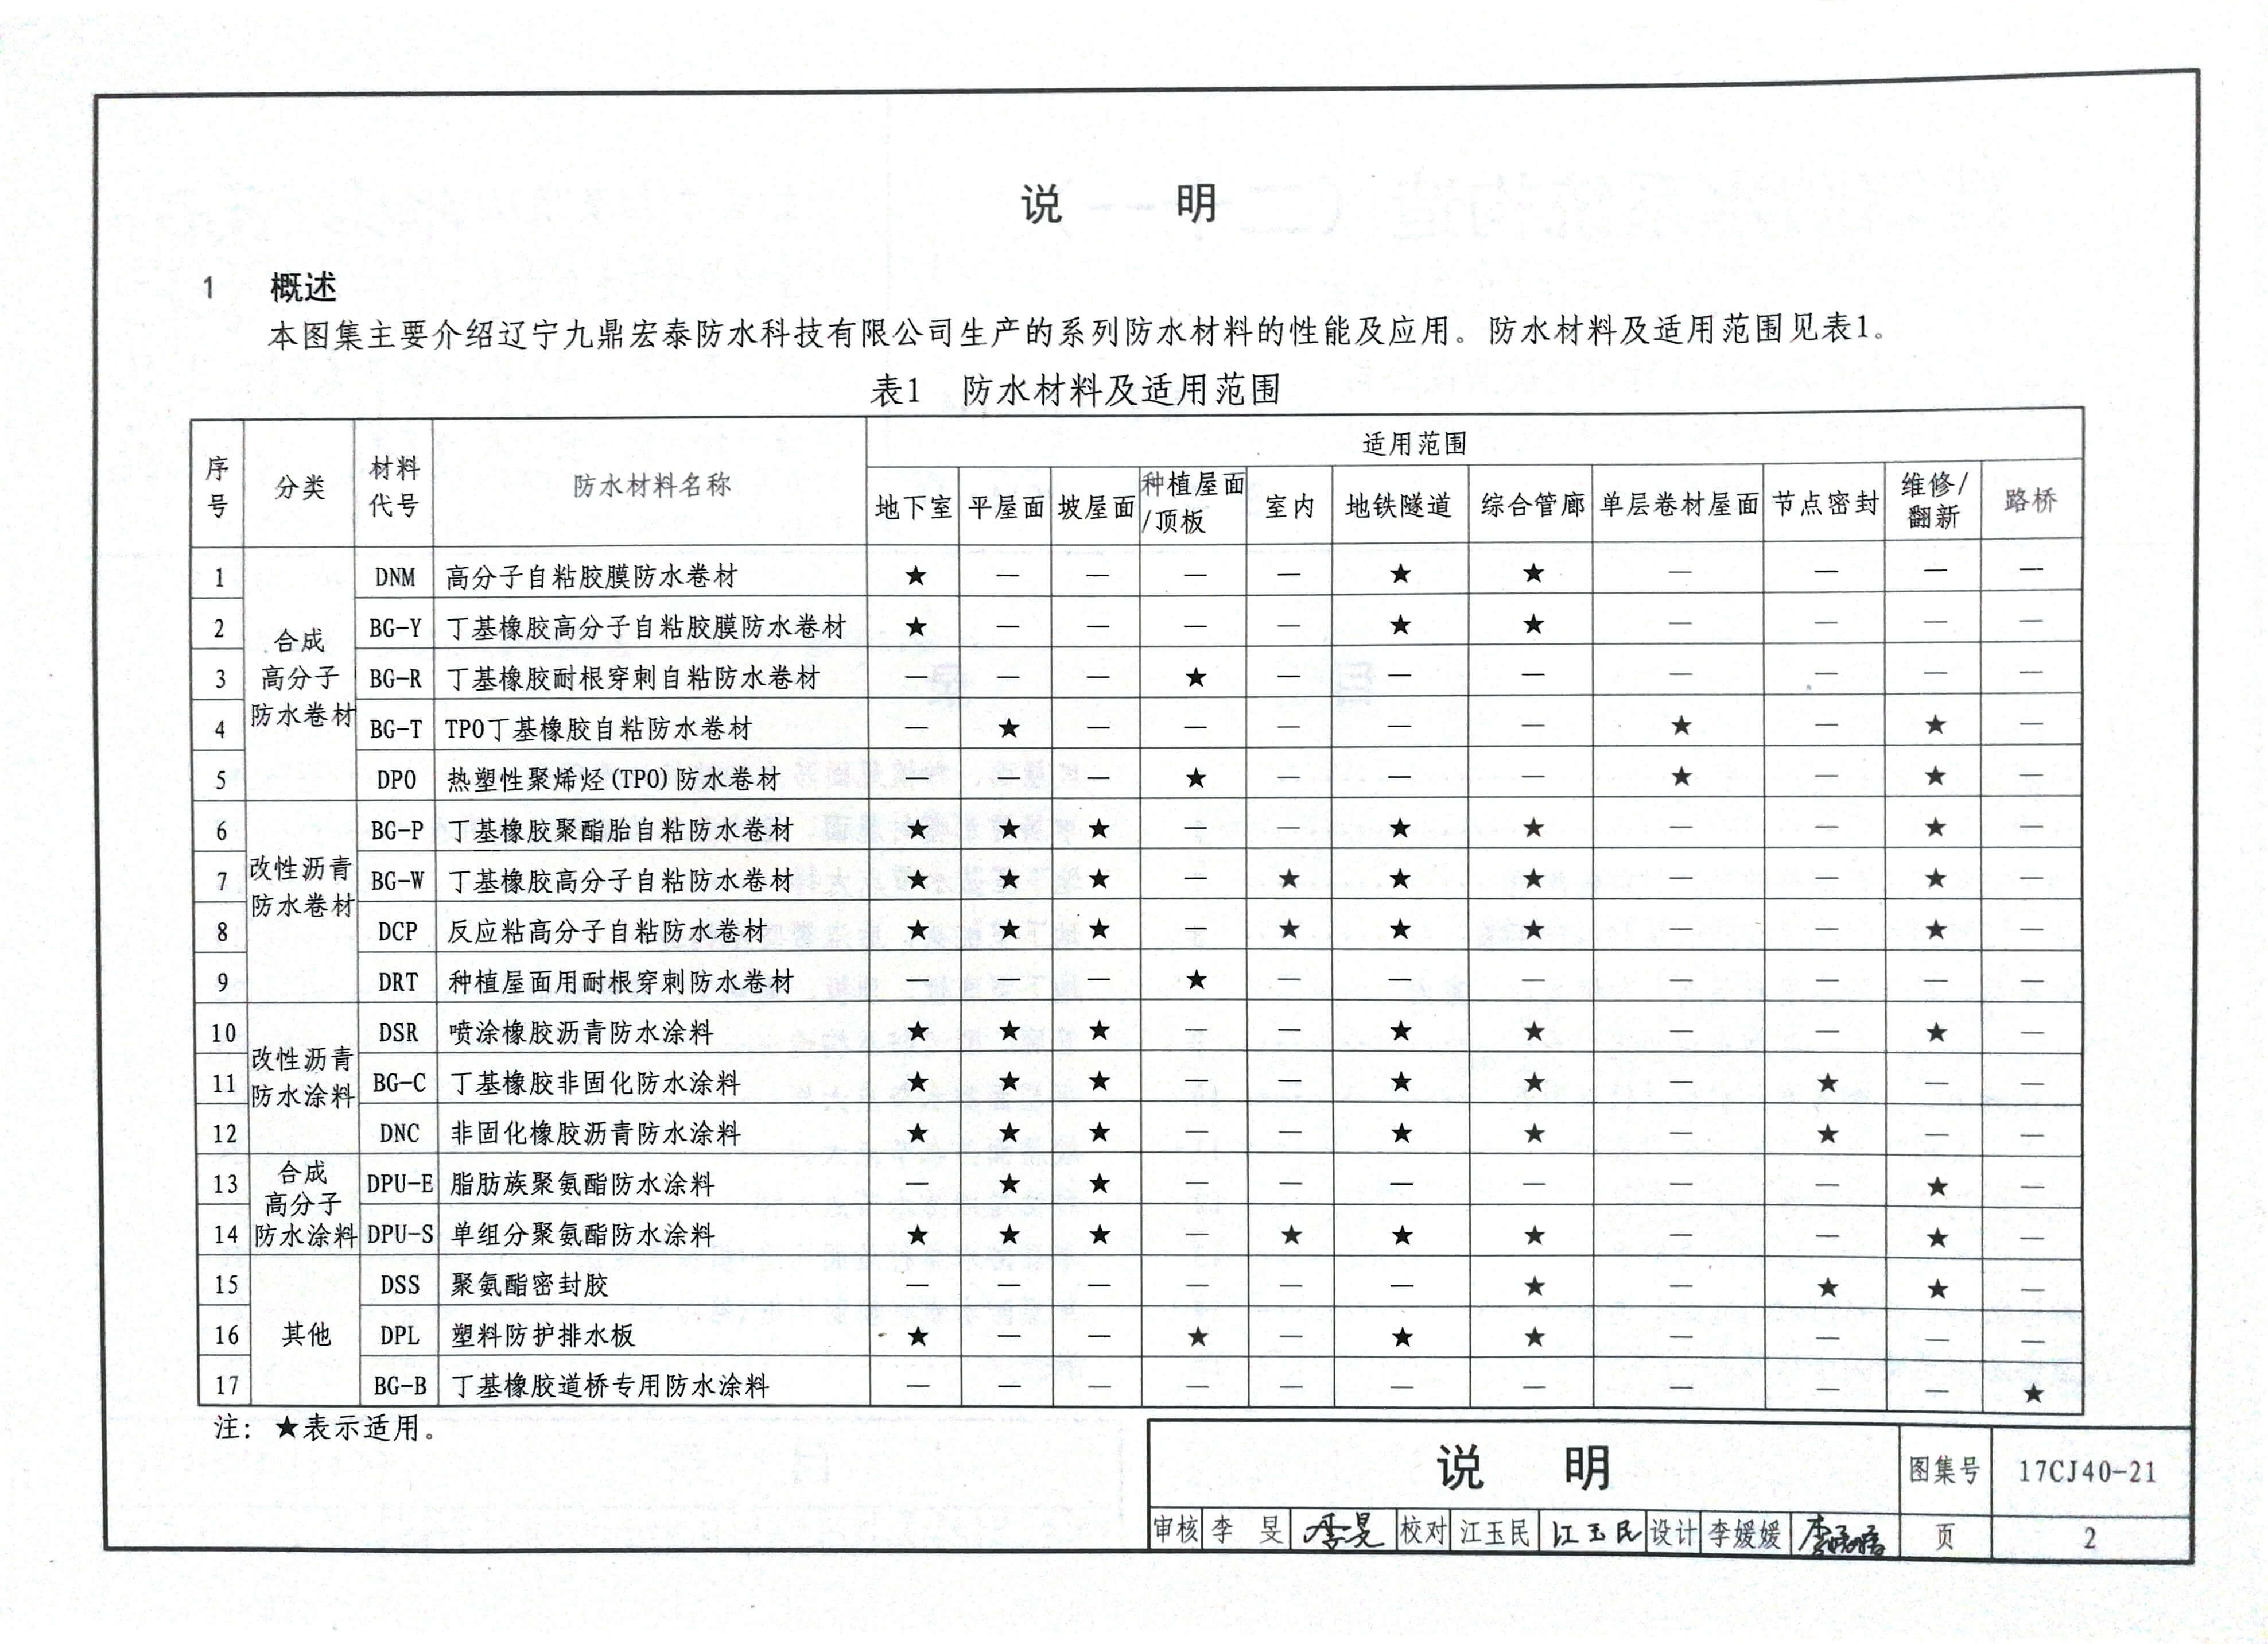 说 明
1 概述
本图集主要介绍辽宁九鼎宏泰防水科技有限公司生产的系列防水材料的性能及应用。防水材料及适用范围见表1。
表1 防水材料及适用范围
序号 分类 材料代号 防水材料名称 适用范围
地下室 平屋面 坡屋面 种植屋面/顶板 室内 地铁隧道 综合管廊 单层卷材屋面 节点密封 维修/翻新 路桥
合成高分子防水卷材
1 DNM 高分子自粘胶膜防水卷材 ★ — — — — ★ ★ — — — —
2 BG-Y 丁基橡胶高分子自粘胶膜防水卷材 ★ — — — — ★ ★ — — — —
3 BG-R 丁基橡胶耐根穿刺自粘防水卷材 — — — ★ — — — — — — —
4 BG-T TPO丁基橡胶自粘防水卷材 — ★ — — — — — ★ — ★ —
5 DPO 热塑性聚烯烃(TPO)防水卷材 — — — ★ — — — ★ — ★ —
改性沥青防水卷材
6 BG-P 丁基橡胶聚酯胎自粘防水卷材 ★ ★ ★ — — ★ ★ — — ★ —
7 BG-W 丁基橡胶高分子自粘防水卷材 ★ ★ ★ — ★ ★ ★ — — ★ —
8 DCP 反应粘高分子自粘防水卷材 ★ ★ ★ — ★ ★ ★ — — ★ —
9 DRT 种植屋面用耐根穿刺防水卷材 — — — ★ — — — — — — —
改性沥青防水涂料
10 DSR 喷涂橡胶沥青防水涂料 ★ ★ ★ — — ★ ★ — — ★ —
11 BG-C 丁基橡胶非固化防水涂料 ★ ★ ★ — — ★ ★ — ★ — —
12 DNC 非固化橡胶沥青防水涂料 ★ ★ ★ — — ★ ★ — ★ — —
合成高分子防水涂料
13 DPU-E 脂肪族聚氨酯防水涂料 — ★ ★ — — — — — — ★ —
14 DPU-S 单组分聚氨酯防水涂料 ★ ★ ★ — ★ ★ ★ — — ★ —
其他
15 DSS 聚氨酯密封胶 — — — — — — ★ — ★ ★ —
16 DPL 塑料防护排水板 ★ — — ★ — ★ ★ — — — —
17 BG-B 丁基橡胶道桥专用防水涂料 — — — — — — — — — — ★
注：★表示适用。
说 明 图集号 17CJ40-21
审核 李 旻 李旻 校对 江玉民 江玉民 设计 李媛媛 李媛媛 页 2